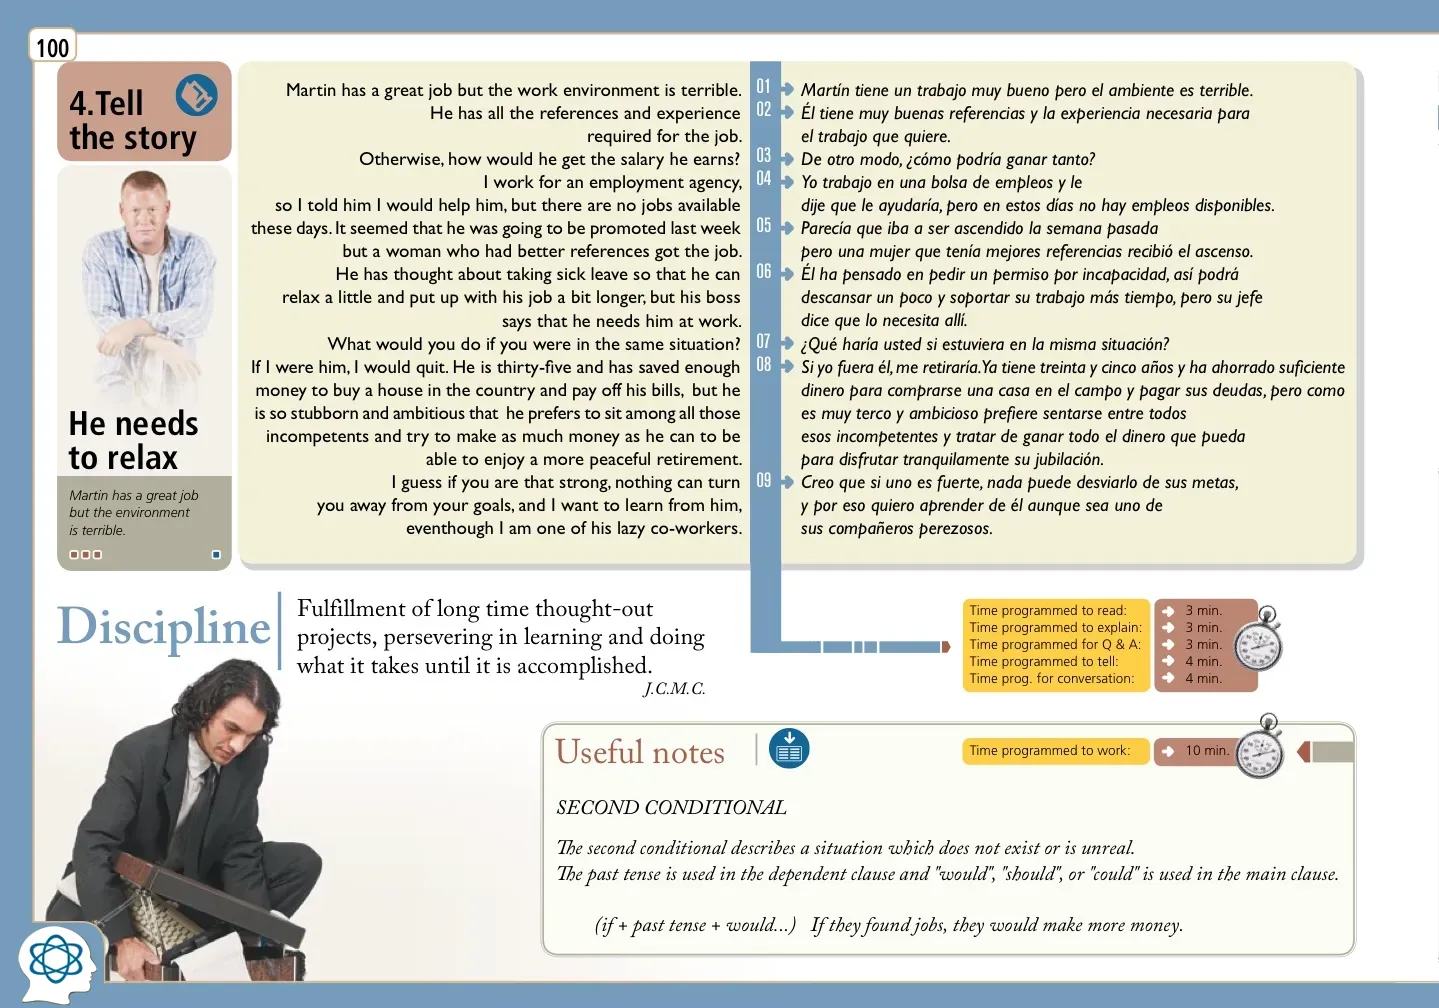 100
4.Tell
the story
He needs
to relax
Martin has a great job
but the environment
is terrible.
Martin has a great job but the work environment is terrible.
He has all the references and experience
required for the job.
Otherwise, how would he get the salary he earns?
I work for an employment agency,
so I told him I would help him, but there are no jobs available
these days. It seemed that he was going to be promoted last week
but a woman who had better references got the job.
He has thought about taking sick leave so that he can
relax a little and put up with his job a bit longer, but his boss
says that he needs him at work.
What would you do if you were in the same situation?
If I were him, I would quit. He is thirty-five and has saved enough
money to buy a house in the country and pay off his bills, but he
is so stubborn and ambitious that he prefers to sit among all those
incompetents and try to make as much money as he can to be
able to enjoy a more peaceful retirement.
I guess if you are that strong, nothing can turn
you away from your goals, and I want to learn from him,
eventhough I am one of his lazy co-workers.
01 Martín tiene un trabajo muy bueno pero el ambiente es terrible.
02 Él tiene muy buenas referencias y la experiencia necesaria para
el trabajo que quiere.
03 De otro modo, ¿cómo podría ganar tanto?
04 Yo trabajo en una bolsa de empleos y le
dije que le ayudaría, pero en estos días no hay empleos disponibles.
05 Parecía que iba a ser ascendido la semana pasada
pero una mujer que tenía mejores referencias recibió el ascenso.
06 Él ha pensado en pedir un permiso por incapacidad, así podrá
descansar un poco y soportar su trabajo más tiempo, pero su jefe
dice que lo necesita allí.
07 ¿Qué haría usted si estuviera en la misma situación?
08 Si yo fuera él, me retiraría. Ya tiene treinta y cinco años y ha ahorrado suficiente
dinero para comprarse una casa en el campo y pagar sus deudas, pero como
es muy terco y ambicioso prefiere sentarse entre todos
esos incompetentes y tratar de ganar todo el dinero que pueda
para disfrutar tranquilamente su jubilación.
09 Creo que si uno es fuerte, nada puede desviarlo de sus metas,
y por eso quiero aprender de él aunque sea uno de
sus compañeros perezosos.
Discipline
Fulfillment of long time thought-out
projects, persevering in learning and doing
what it takes until it is accomplished.
J.C.M.C.
Time programmed to read: 3 min.
Time programmed to explain: 3 min.
Time programmed for Q & A: 3 min.
Time programmed to tell: 4 min.
Time prog. for conversation: 4 min.
Useful notes
Time programmed to work: 10 min.
SECOND CONDITIONAL
The second conditional describes a situation which does not exist or is unreal.
The past tense is used in the dependent clause and "would", "should", or "could" is used in the main clause.
(if + past tense + would...) If they found jobs, they would make more money.